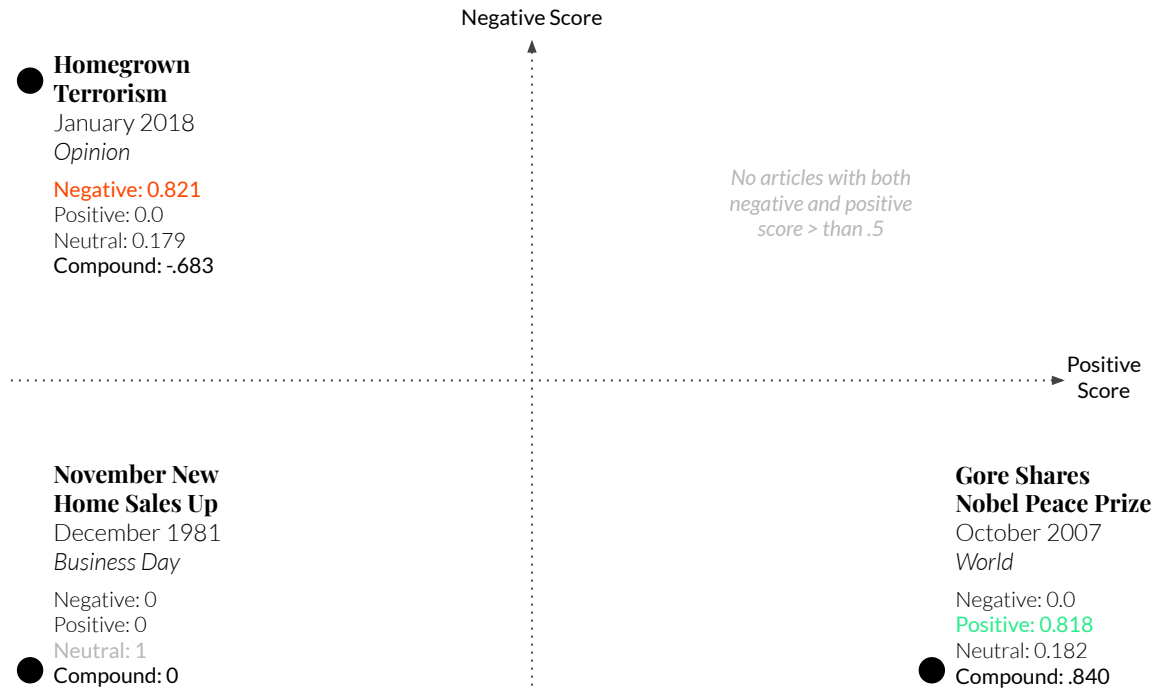 Negative Score
Homegrown
Terrorism
January 2018
Opinion
Negative: 0.821
Positive: 0.0
Neutral: 0.179
Compound: -.683
No articles with both
negative and positive
score > than .5
Positive
Score
November New
Home Sales Up
December 1981
Business Day
Negative: 0
Positive: 0
Neutral: 1
Compound: 0
Gore Shares
Nobel Peace Prize
October 2007
World
Negative: 0.0
Positive: 0.818
Neutral: 0.182
Compound: .840